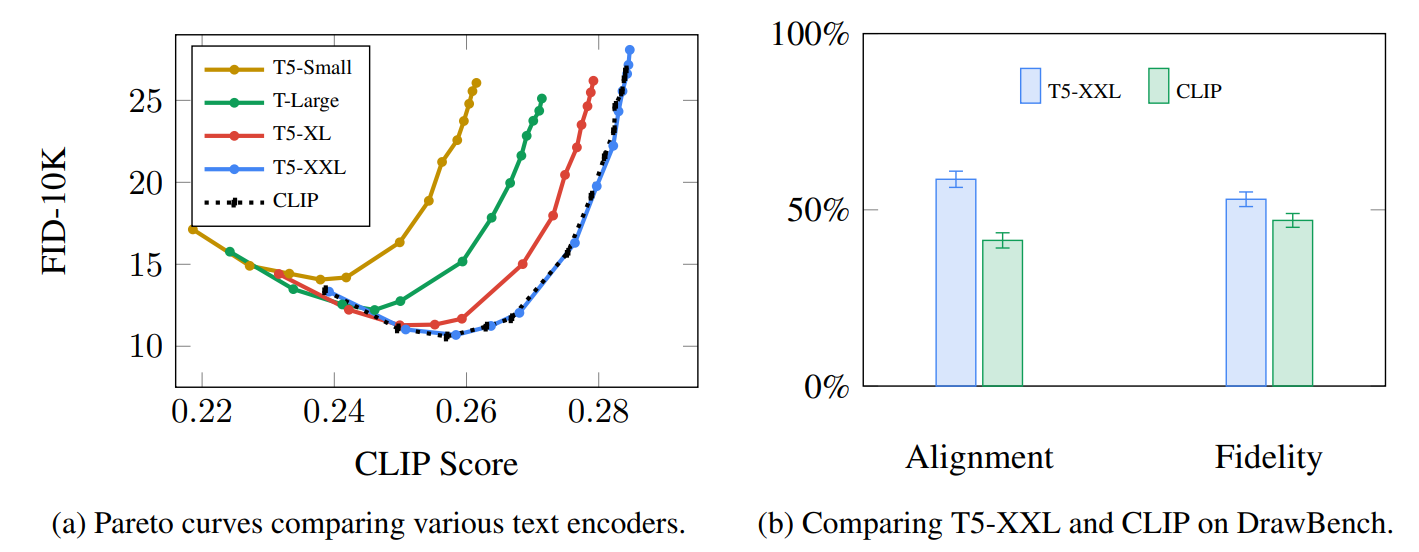 T5-Small
T-Large
T5-XL
T5-XXL
CLIP
FID-10K
25
20
15
10
0.22 0.24 0.26 0.28
CLIP Score
(a) Pareto curves comparing various text encoders.
100%
50%
0%
T5-XXL CLIP
Alignment Fidelity
(b) Comparing T5-XXL and CLIP on DrawBench.